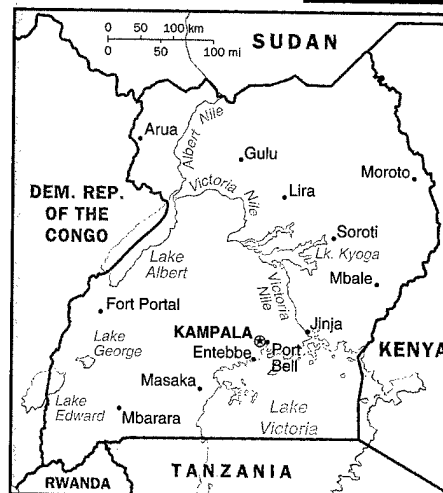 0 50 100 km
0 50 100 mi
SUDAN
Arua
Albert Nile
Gulu
Moroto
Victoria Nile
Lira
DEM. REP.
OF THE
CONGO
Soroti
Lk. Kyoga
Lake
Albert
Mbale
Victoria
Nile
Fort Portal
Jinja
KAMPALA
Lake
George
KENYA
Entebbe
Port
Bell
Masaka
Lake
Edward
Mbarara
Lake
Victoria
RWANDA
TANZANIA